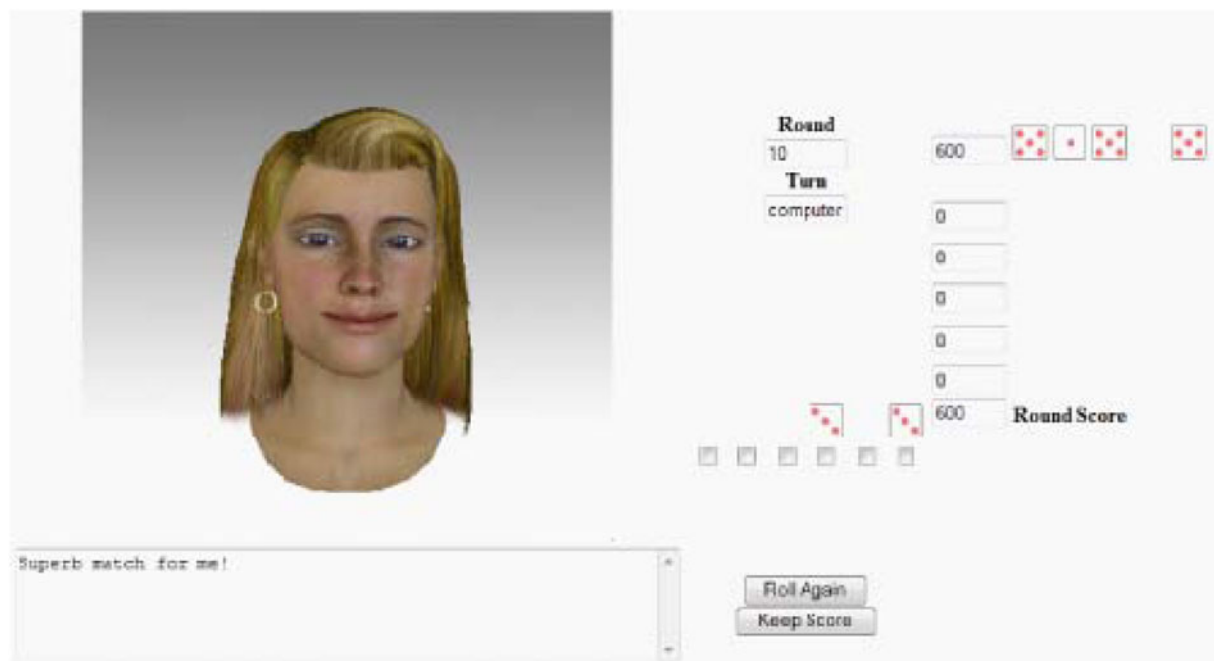 Round
10
600
Turn
computer
0
0
0
0
0
600 Round Score
Superb match for me!
Roll Again
Keep Score